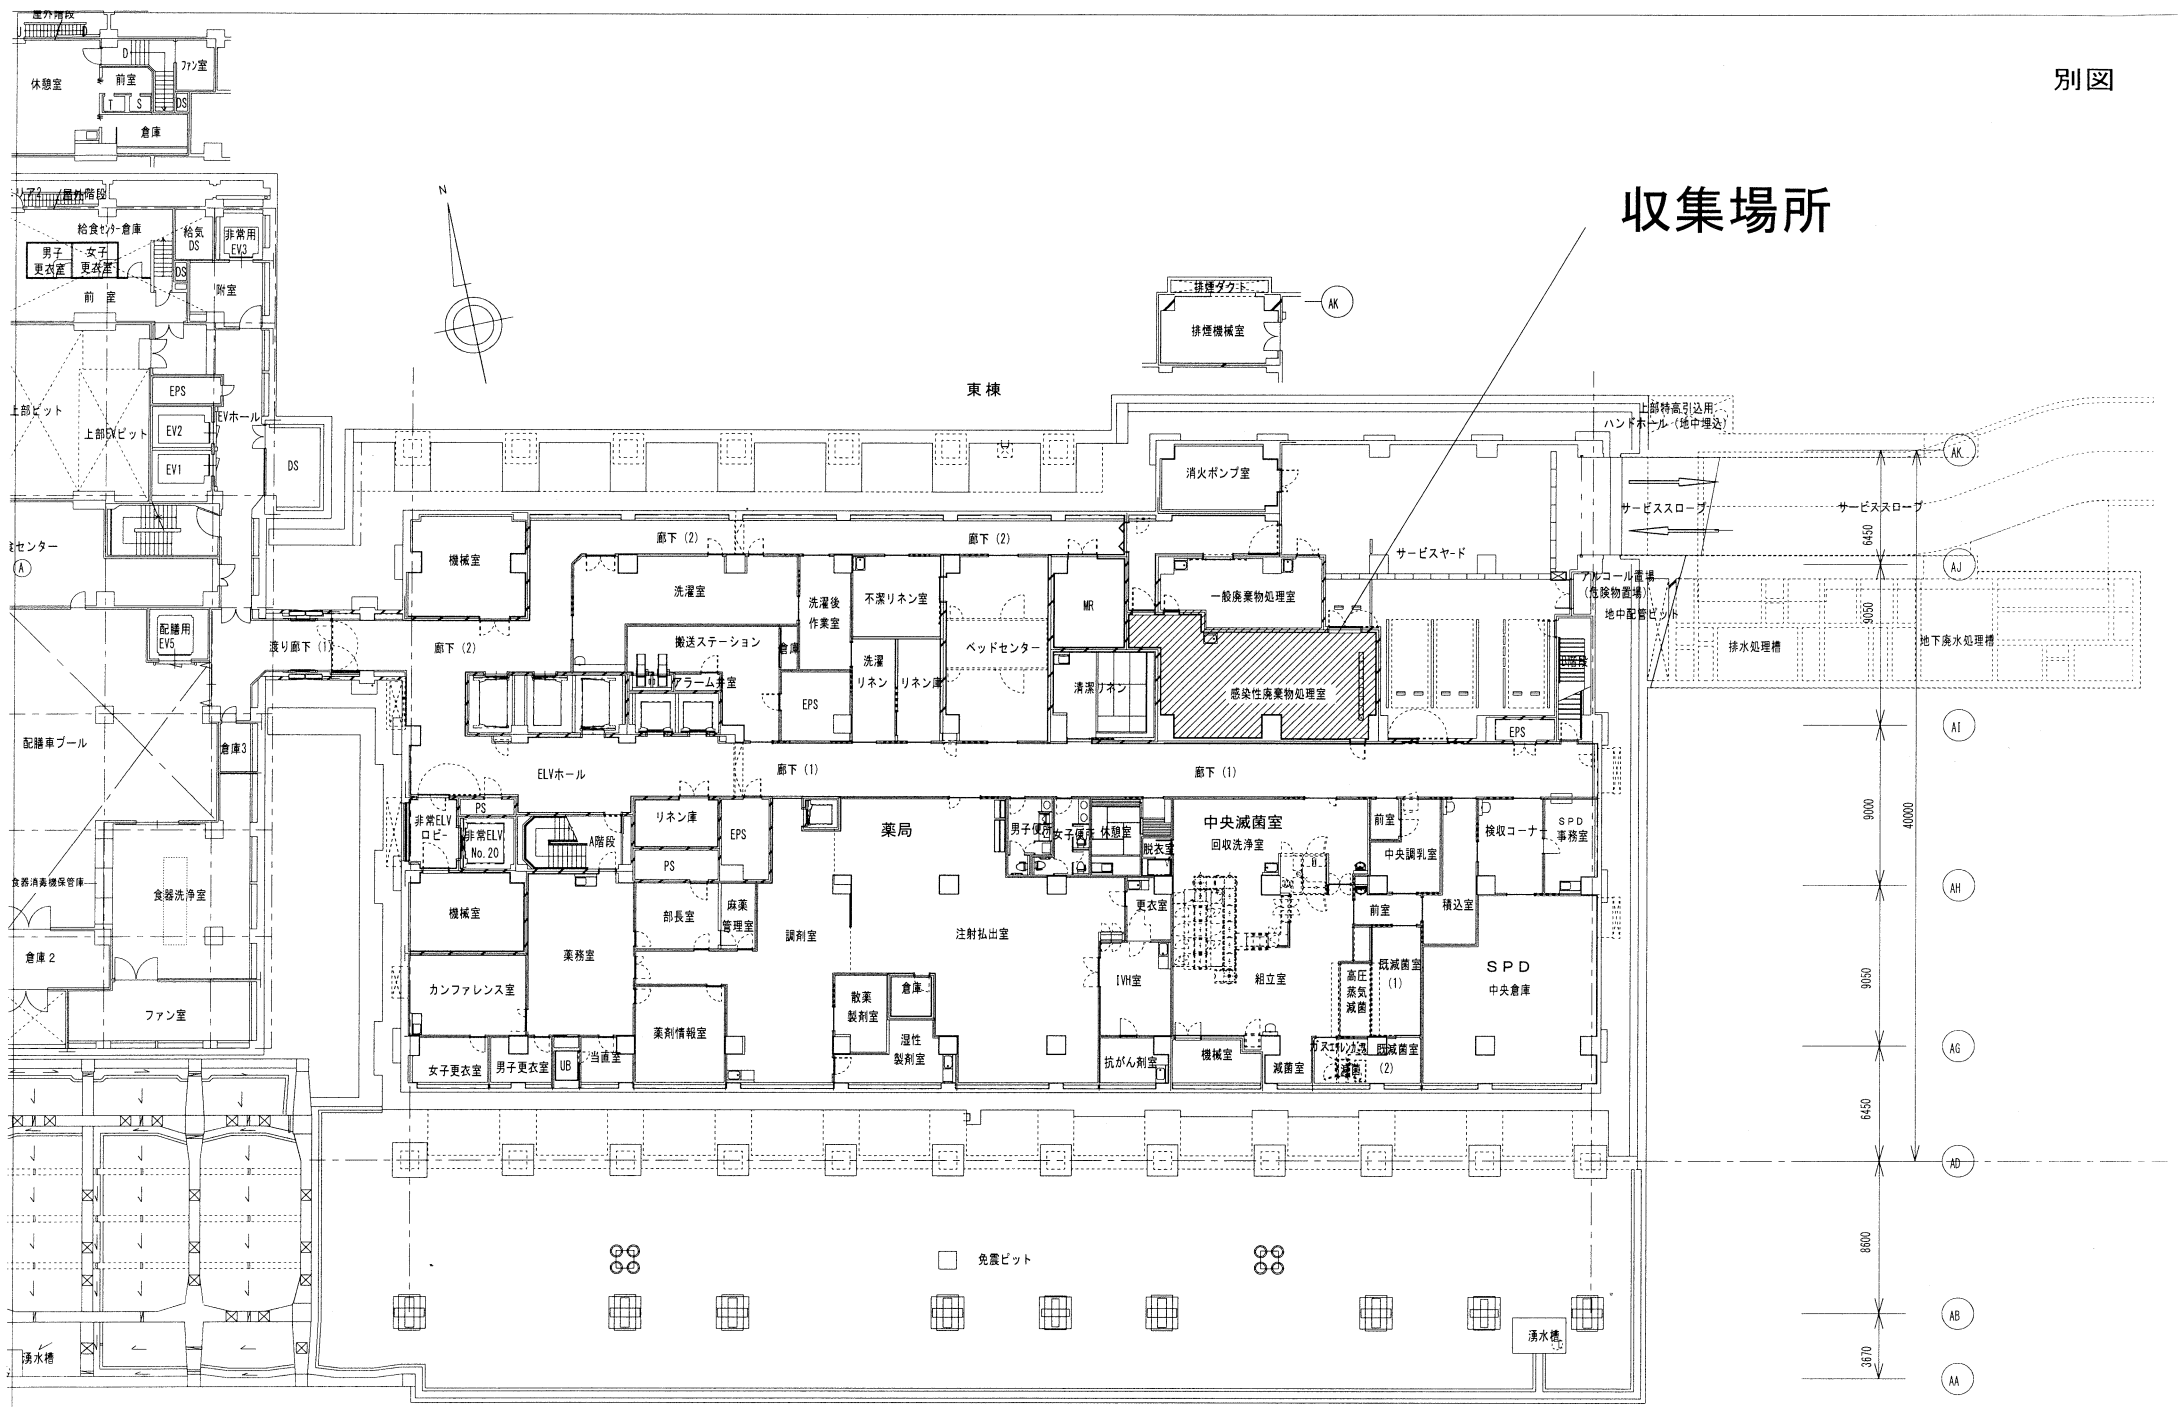 別図
収集場所
屋外階段
D
ファン室
休憩室
前室
T
S
DS
倉庫
屋外階段
N
給食センター倉庫
給気
DS
非常用
EV3
男子
更衣室
女子
更衣室
DS
前室
附室
排煙ダクト
AK
排煙機械室
EPS
EVホール
東棟
上部ピット
上部EVピット
EV2
EV1
DS
上部特高引込用
ハンドホール(地中埋込)
AK
消火ポンプ室
サービススロープ
サービススロープ
6450
40000
食センター
A
廊下(2)
廊下(2)
サービスヤード
機械室
AJ
洗濯室
洗濯後
作業室
不潔リネン室
MR
一般廃棄物処理室
アルコール置場
(危険物置場)
地中配管ピット
9050
配膳用
EV5
渡り廊下(1)
廊下(2)
搬送ステーション
倉庫
ベッドセンター
排水処理槽
地下廃水処理槽
洗濯
リネン
リネン庫
アラーム弁室
清潔リネン
感染性廃棄物処理室
B階段
EPS
EPS
AI
配膳車プール
倉庫3
ELVホール
廊下(1)
廊下(1)
9000
PS
非常ELV
ロビー
非常ELV
No.20
A階段
リネン庫
EPS
薬局
男子便所
女子便所
休憩室
脱衣室
中央滅菌室
回収洗浄室
前室
中央調乳室
検収コーナー
SPD
事務室
PS
食器消毒機保管庫
食器洗浄室
AH
機械室
部長室
麻薬
管理室
調剤室
注射払出室
更衣室
前室
積込室
倉庫2
薬務室
カンファレンス室
IVH室
組立室
高圧
蒸気
滅菌
既滅菌室
(1)
SPD
中央倉庫
9050
散薬
製剤室
倉庫
ファン室
薬剤情報室
湿性
製剤室
AG
女子更衣室
男子更衣室
UB
当直室
抗がん剤室
機械室
滅菌室
滅菌
既滅菌室
(2)
6450
AD
8600
免震ピット
AB
湧水槽
湧水槽
3670
AA